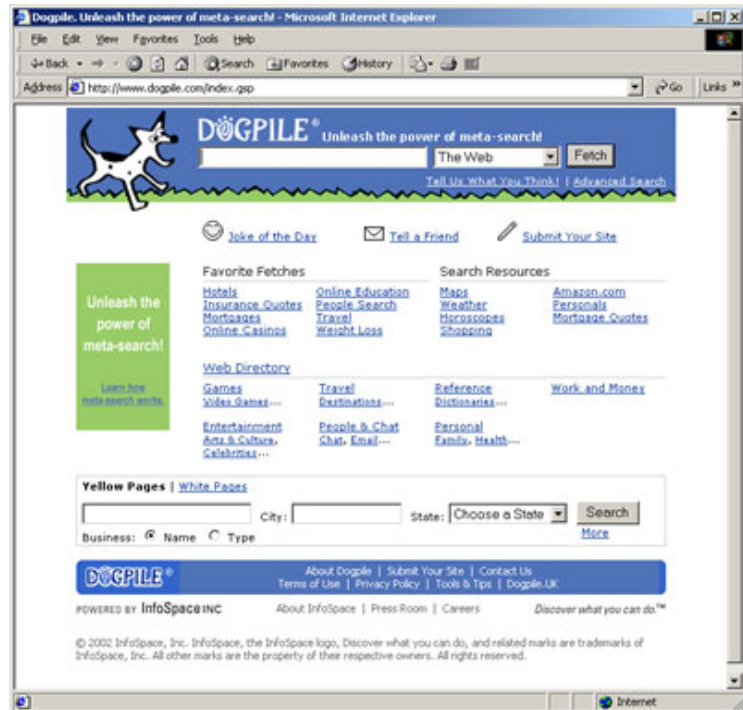 Dogpile. Unleash the power of meta-search! - Microsoft Internet Explorer
File Edit View Favorites Tools Help
Back Search Favorites History
Address http://www.dogpile.com/index.gsp Go Links »
DOGPILE® Unleash the power of meta-search!
The Web Fetch
Tell Us What You Think! | Advanced Search
Joke of the Day Tell a Friend Submit Your Site
Unleash the
power of
meta-search!
Learn how
meta-search works.
Favorite Fetches Search Resources
Hotels Online Education Maps Amazon.com
Insurance Quotes People Search Weather Personals
Mortgages Travel Horoscopes Mortgage Quotes
Online Casinos Weight Loss Shopping
Web Directory
Games Travel Reference Work and Money
Video Games... Destinations... Dictionaries...
Entertainment People & Chat Personal
Arts & Culture, Chat, Email... Family, Health...
Celebrities...
Yellow Pages | White Pages
City: State: Choose a State Search
Business: Name Type More
DOGPILE® About Dogpile | Submit Your Site | Contact Us
Terms of Use | Privacy Policy | Tools & Tips | Dogpile.UK
POWERED BY InfoSpace INC About InfoSpace | Press Room | Careers Discover what you can do.™
© 2002 InfoSpace, Inc. InfoSpace, the InfoSpace logo, Discover what you can do, and related marks are trademarks of
InfoSpace, Inc. All other marks are the property of their respective owners. All rights reserved.
Internet